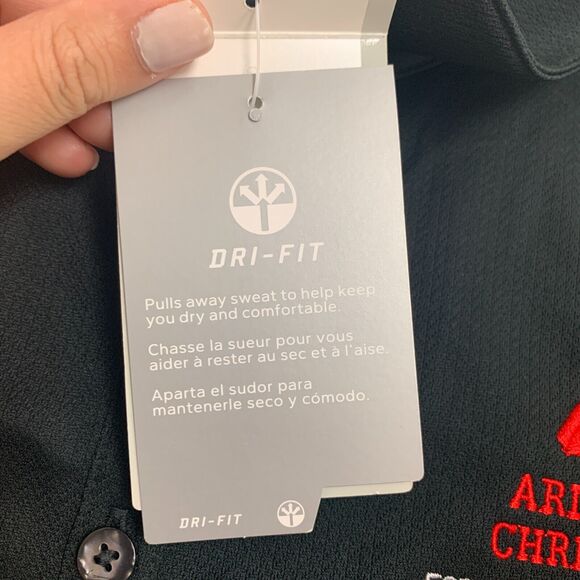 DRI-FIT
Pulls away sweat to help keep
you dry and comfortable.
Chasse la sueur pour vous
aider à rester au sec et à l'aise.
Aparta el sudor para
mantenerle seco y cómodo.
DRI-FIT
ARI
CHRI